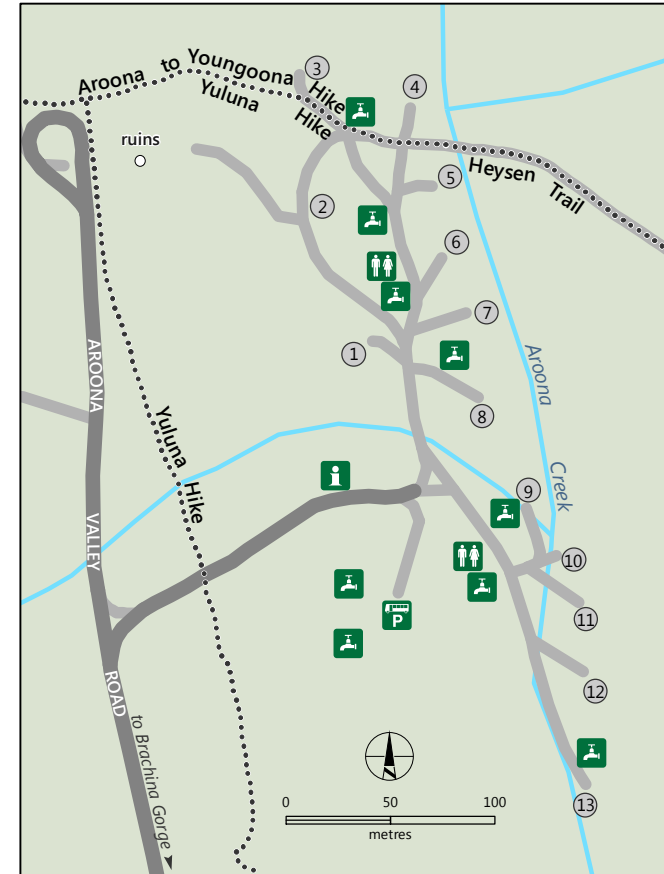 Aroona to Youngoona Hike
Yuluna Hike
3
4
ruins
Heysen Trail
5
2
6
7
1
8
AROONA VALLEY ROAD
Yuluna Hike
Aroona Creek
i
9
10
11
P
12
to Brachina Gorge
13
0 50 100
metres